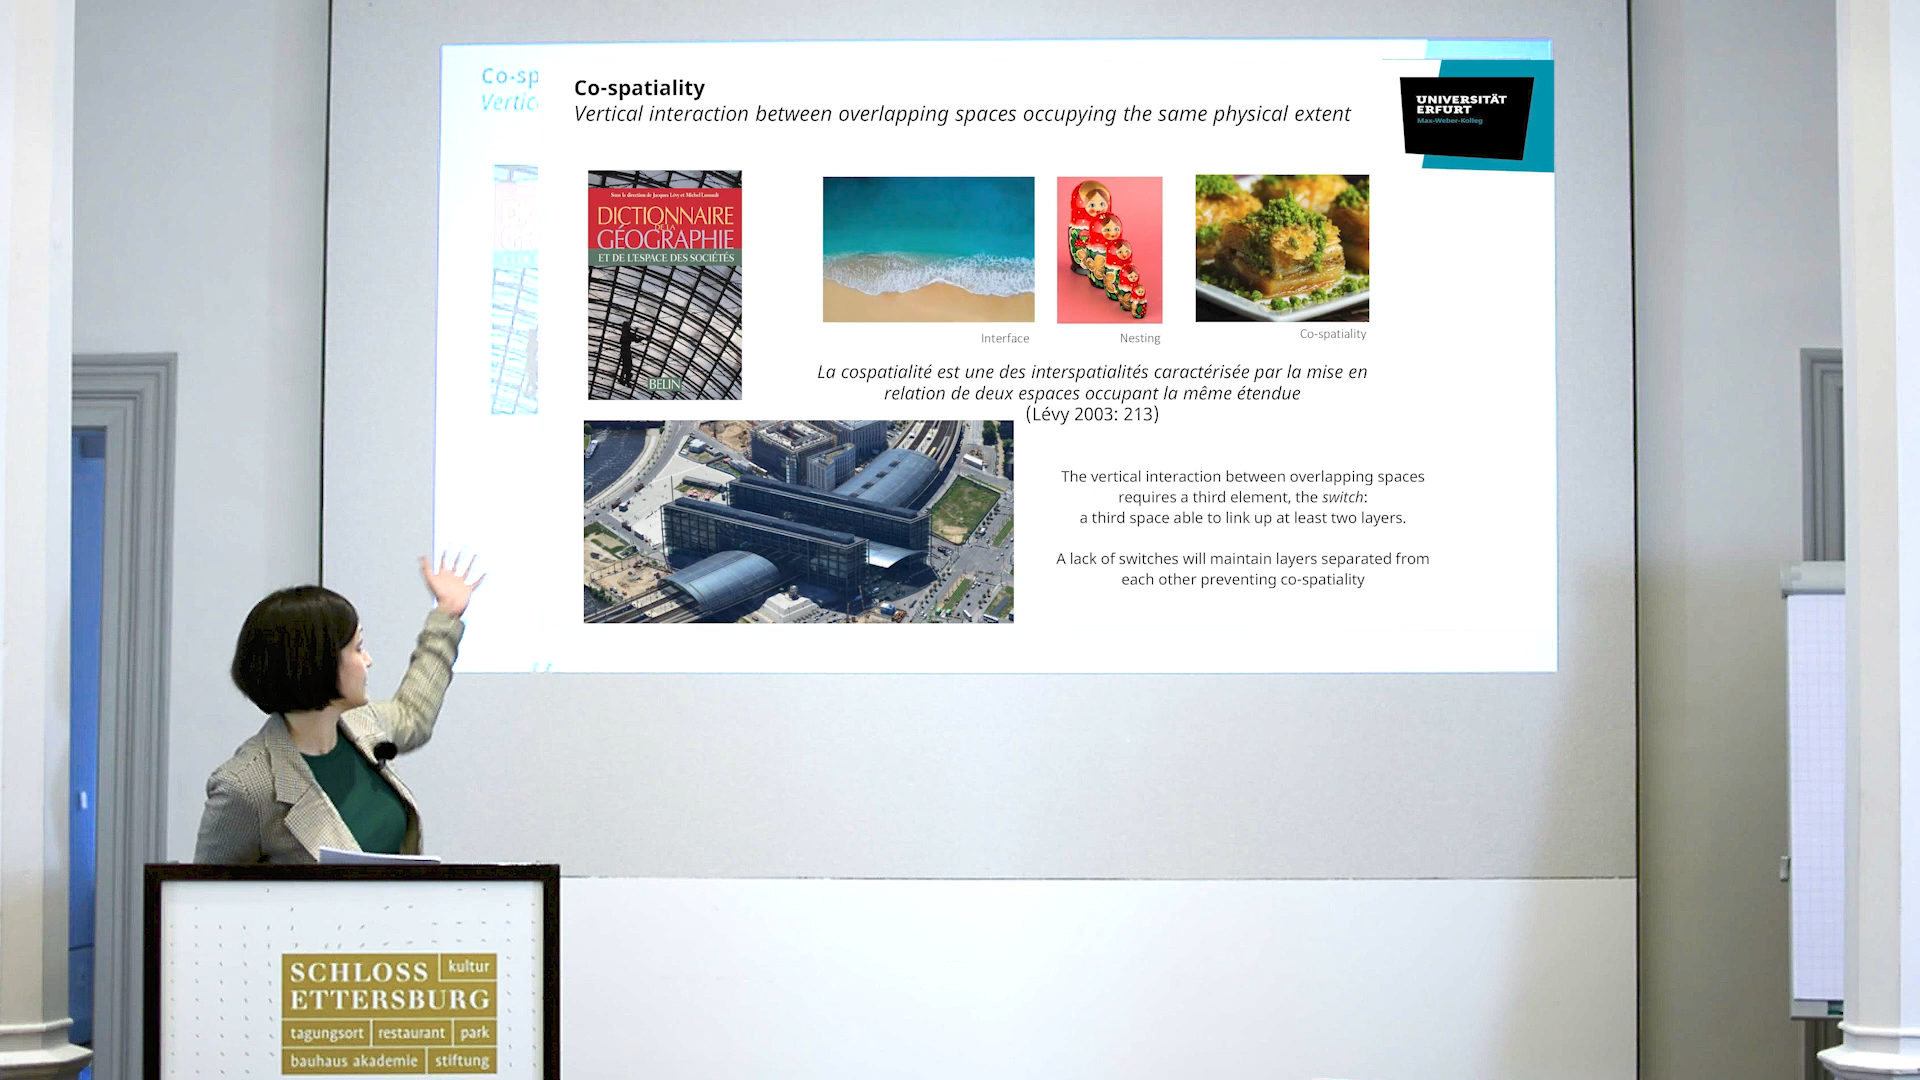 Co-sp
Vertic
Co-spatiality
Vertical interaction between overlapping spaces occupying the same physical extent
UNIVERSITÄT
ERFURT
Max-Weber-Kolleg
Sous la direction de Jacques Lévy et Michel Lussault
DICTIONNAIRE
DE LA
GÉOGRAPHIE
ET DE L'ESPACE DES SOCIÉTÉS
BELIN
Interface
Nesting
Co-spatiality
La cospatialité est une des interspatialités caractérisée par la mise en
relation de deux espaces occupant la même étendue
(Lévy 2003: 213)
The vertical interaction between overlapping spaces
requires a third element, the switch:
a third space able to link up at least two layers.
A lack of switches will maintain layers separated from
each other preventing co-spatiality
SCHLOSS kultur
ETTERSBURG
tagungsort restaurant park
bauhaus akademie stiftung